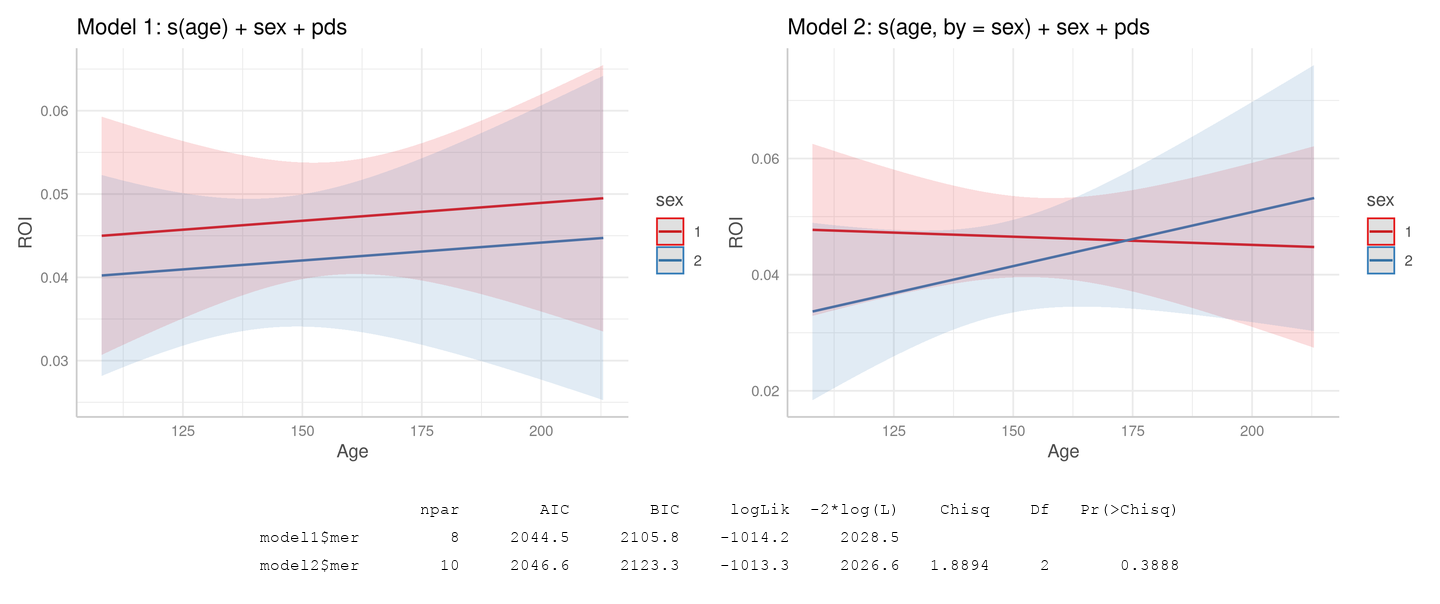 Model 1: s(age) + sex + pds
0.06
0.05
0.04
0.03
ROI
125 150 175 200
Age
sex
1
2
Model 2: s(age, by = sex) + sex + pds
0.06
0.04
0.02
ROI
125 150 175 200
Age
sex
1
2
npar AIC BIC logLik -2*log(L) Chisq Df Pr(>Chisq)
model1$mer 8 2044.5 2105.8 -1014.2 2028.5
model2$mer 10 2046.6 2123.3 -1013.3 2026.6 1.8894 2 0.3888